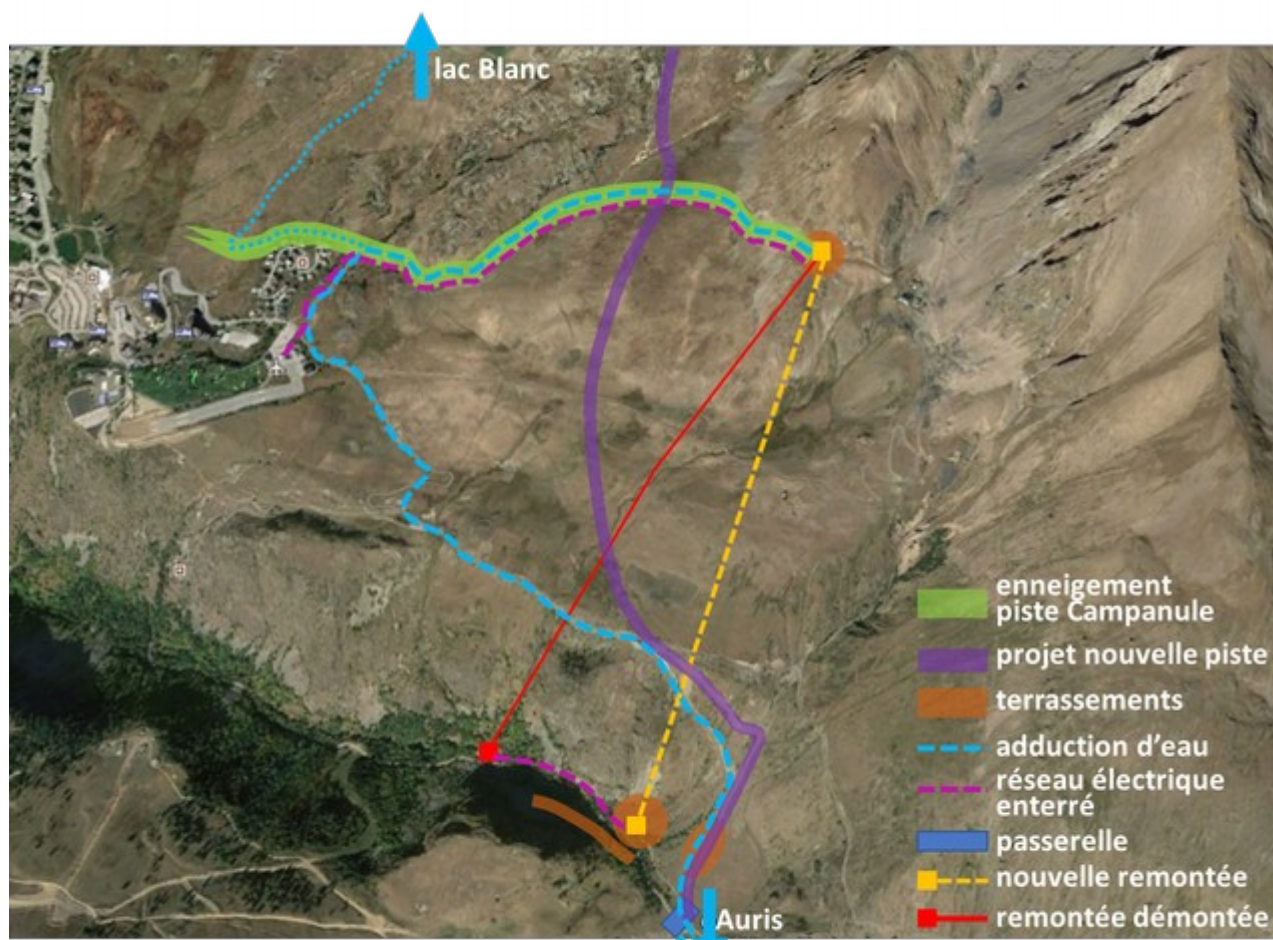 lac Blanc
enneigement
piste Campanule
projet nouvelle piste
terrassements
adduction d'eau
réseau électrique
enterré
passerelle
nouvelle remontée
remontée démontée
Auris